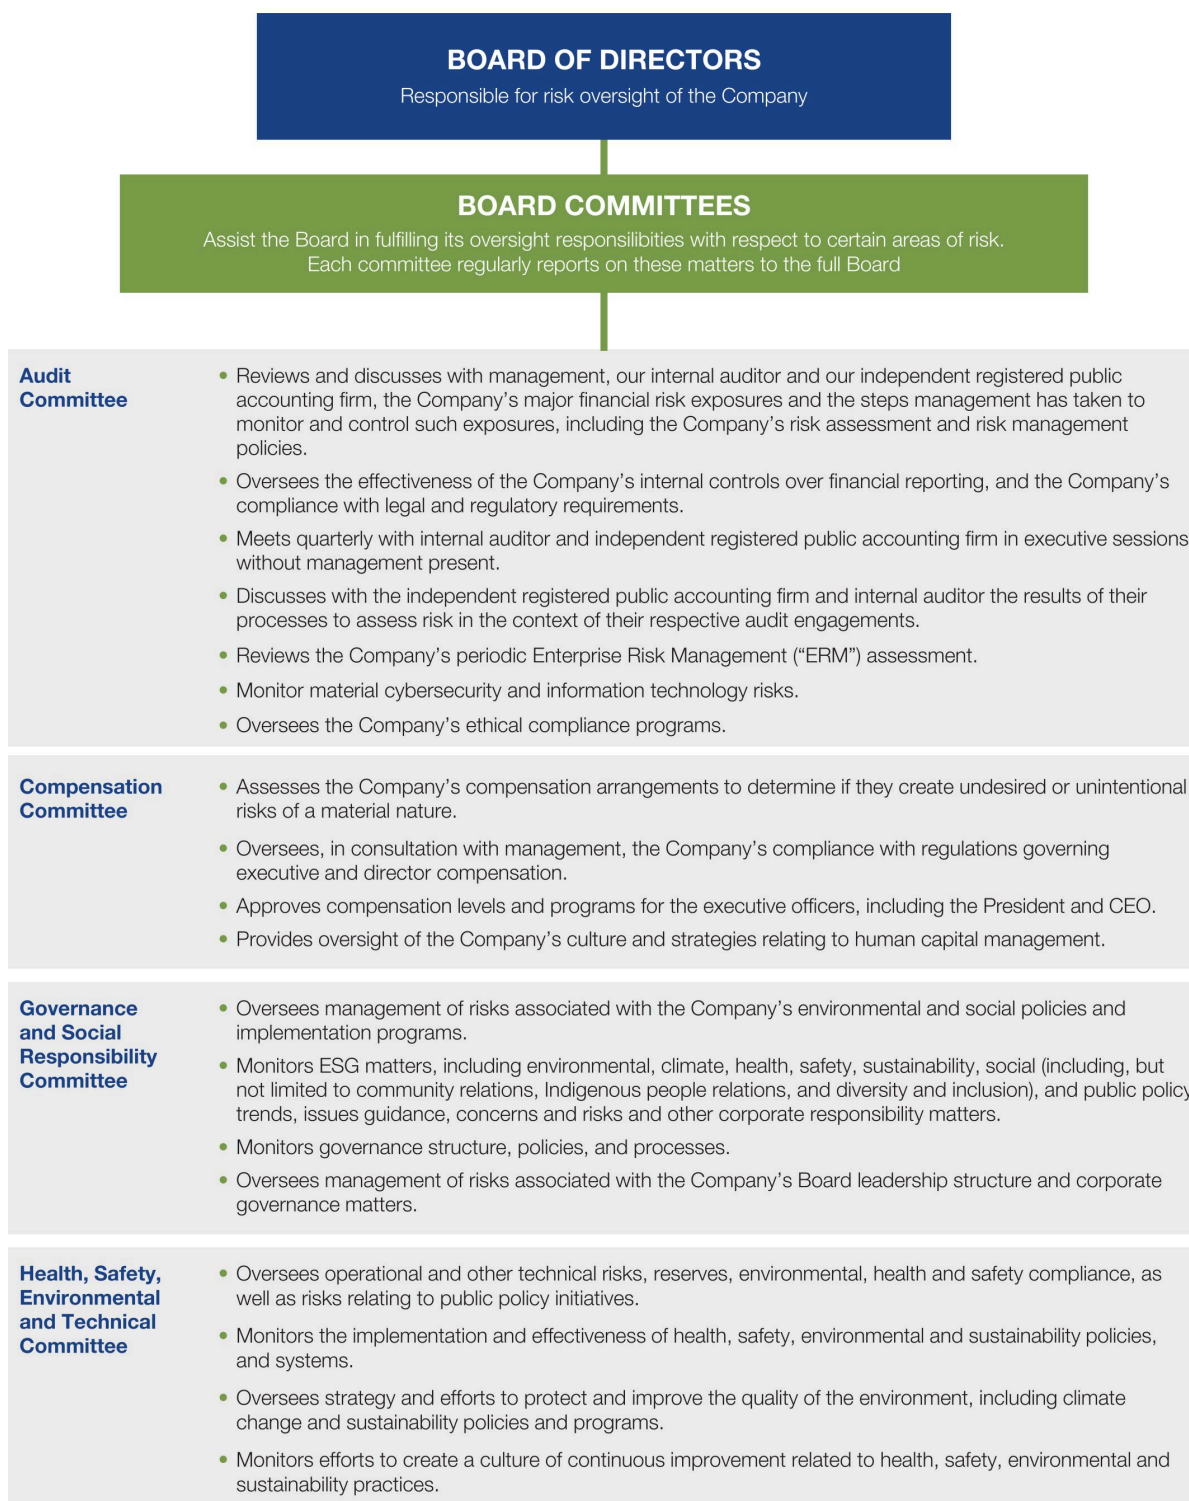 BOARD OF DIRECTORS
Responsible for risk oversight of the Company
BOARD COMMITTEES
Assist the Board in fulfilling its oversight responsilibities with respect to certain areas of risk.
Each committee regularly reports on these matters to the full Board
Audit
Committee
• Reviews and discusses with management, our internal auditor and our independent registered public
accounting firm, the Company’s major financial risk exposures and the steps management has taken to
monitor and control such exposures, including the Company’s risk assessment and risk management
policies.
• Oversees the effectiveness of the Company’s internal controls over financial reporting, and the Company’s
compliance with legal and regulatory requirements.
• Meets quarterly with internal auditor and independent registered public accounting firm in executive sessions
without management present.
• Discusses with the independent registered public accounting firm and internal auditor the results of their
processes to assess risk in the context of their respective audit engagements.
• Reviews the Company’s periodic Enterprise Risk Management (“ERM”) assessment.
• Monitor material cybersecurity and information technology risks.
• Oversees the Company’s ethical compliance programs.
Compensation
Committee
• Assesses the Company’s compensation arrangements to determine if they create undesired or unintentional
risks of a material nature.
• Oversees, in consultation with management, the Company’s compliance with regulations governing
executive and director compensation.
• Approves compensation levels and programs for the executive officers, including the President and CEO.
• Provides oversight of the Company’s culture and strategies relating to human capital management.
Governance
and Social
Responsibility
Committee
• Oversees management of risks associated with the Company’s environmental and social policies and
implementation programs.
• Monitors ESG matters, including environmental, climate, health, safety, sustainability, social (including, but
not limited to community relations, Indigenous people relations, and diversity and inclusion), and public policy
trends, issues guidance, concerns and risks and other corporate responsibility matters.
• Monitors governance structure, policies, and processes.
• Oversees management of risks associated with the Company’s Board leadership structure and corporate
governance matters.
Health, Safety,
Environmental
and Technical
Committee
• Oversees operational and other technical risks, reserves, environmental, health and safety compliance, as
well as risks relating to public policy initiatives.
• Monitors the implementation and effectiveness of health, safety, environmental and sustainability policies,
and systems.
• Oversees strategy and efforts to protect and improve the quality of the environment, including climate
change and sustainability policies and programs.
• Monitors efforts to create a culture of continuous improvement related to health, safety, environmental and
sustainability practices.